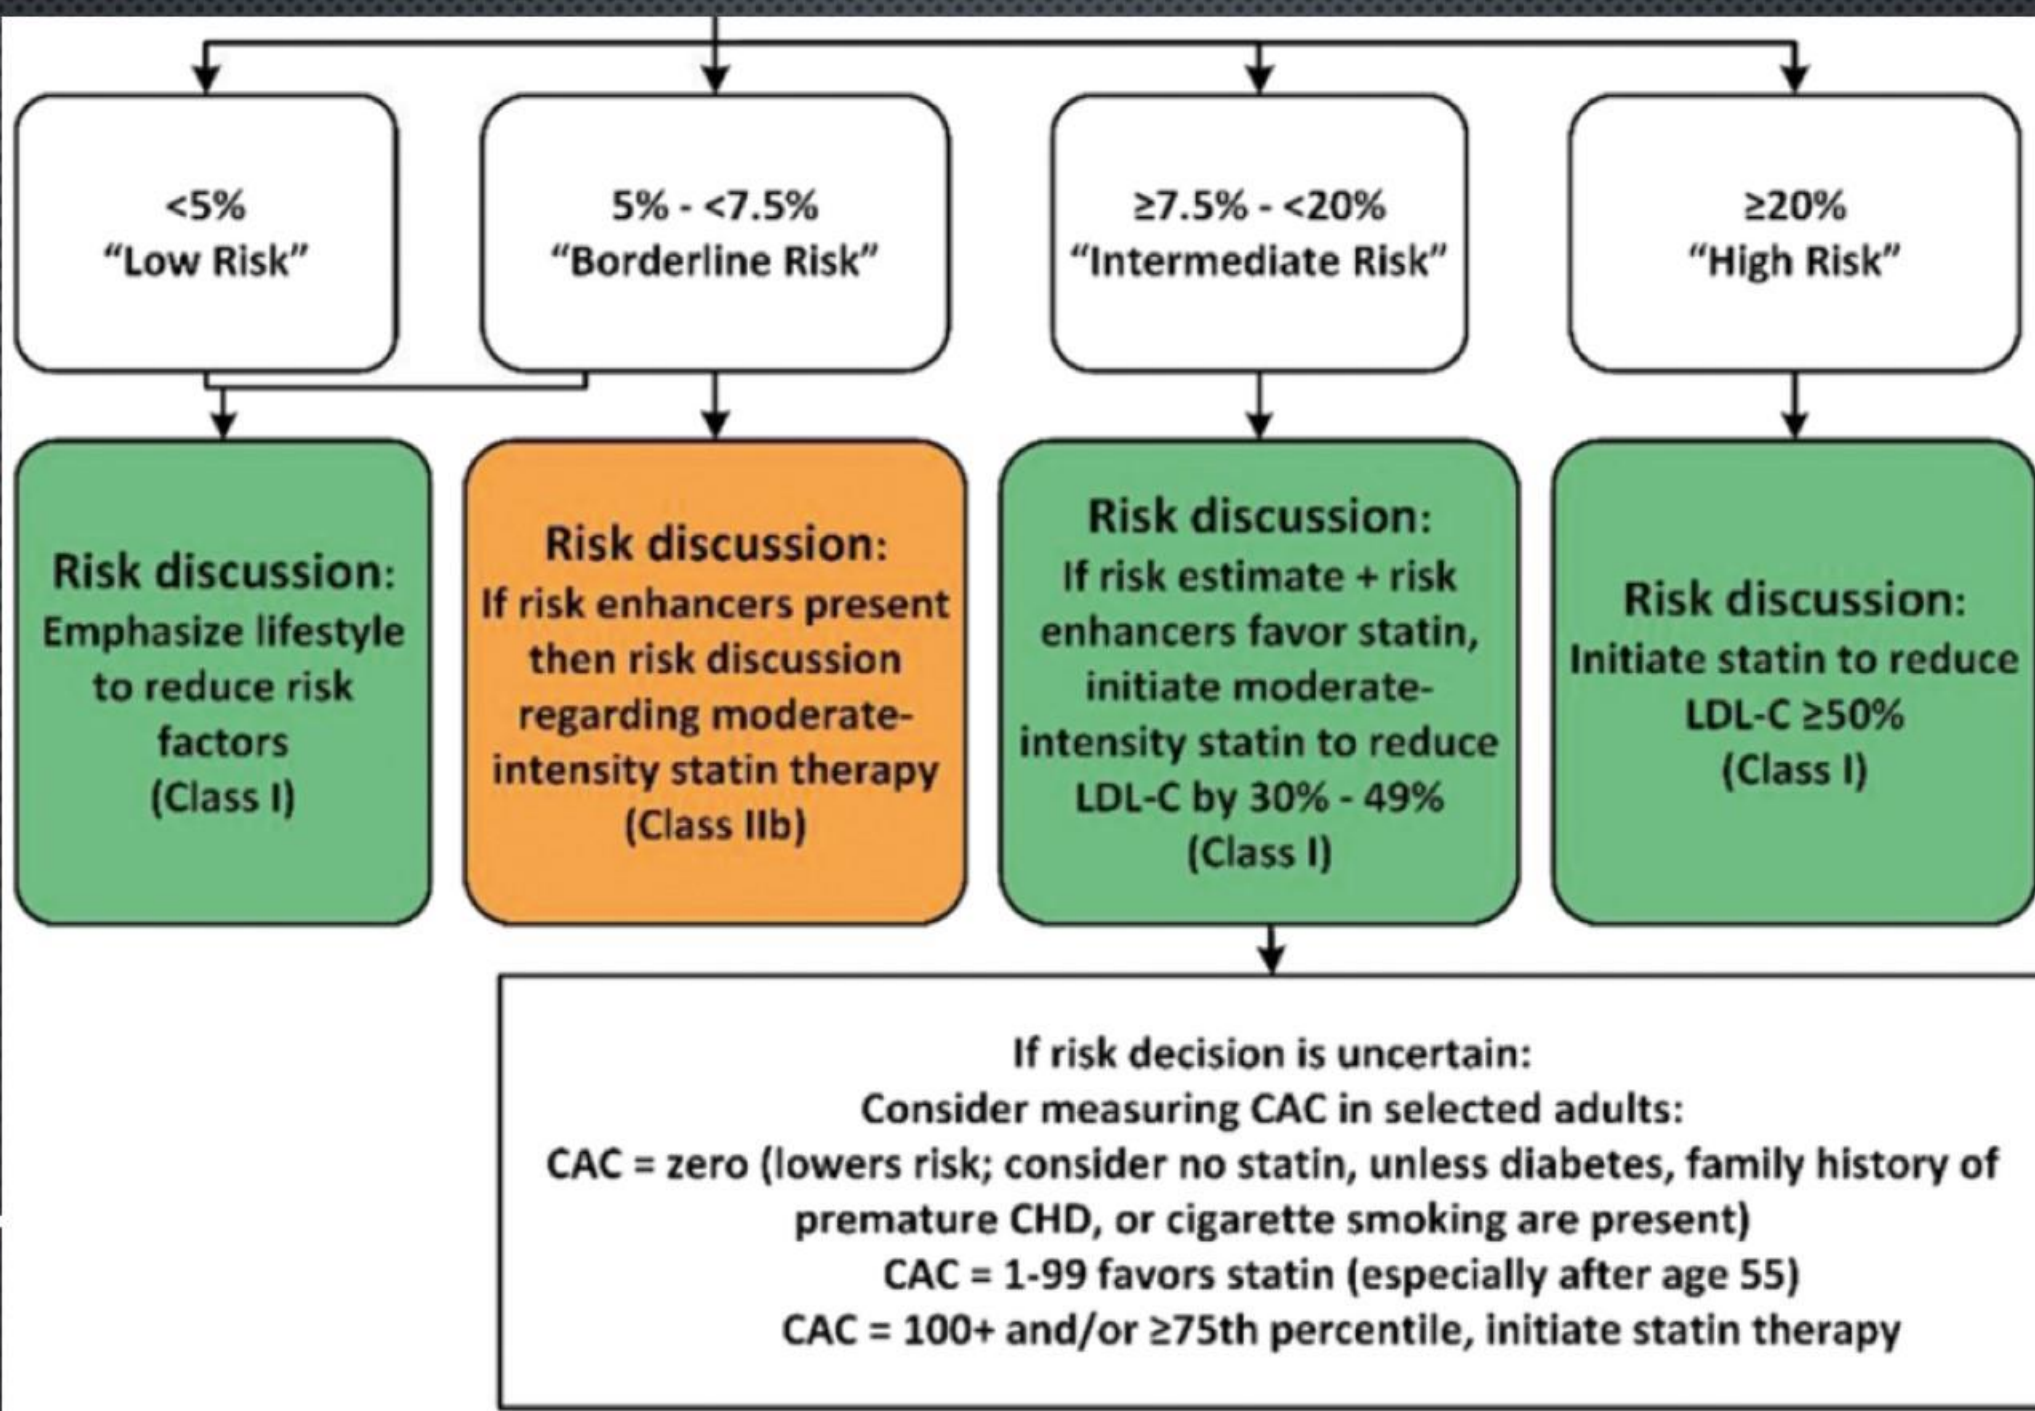 <5%
“Low Risk”
5% - <7.5%
“Borderline Risk”
≥7.5% - <20%
“Intermediate Risk”
≥20%
“High Risk”
Risk discussion:
Emphasize lifestyle
to reduce risk
factors
(Class I)
Risk discussion:
If risk enhancers present
then risk discussion
regarding moderate-
intensity statin therapy
(Class IIb)
Risk discussion:
If risk estimate + risk
enhancers favor statin,
initiate moderate-
intensity statin to reduce
LDL-C by 30% - 49%
(Class I)
Risk discussion:
Initiate statin to reduce
LDL-C ≥50%
(Class I)
If risk decision is uncertain:
Consider measuring CAC in selected adults:
CAC = zero (lowers risk; consider no statin, unless diabetes, family history of
premature CHD, or cigarette smoking are present)
CAC = 1-99 favors statin (especially after age 55)
CAC = 100+ and/or ≥75th percentile, initiate statin therapy